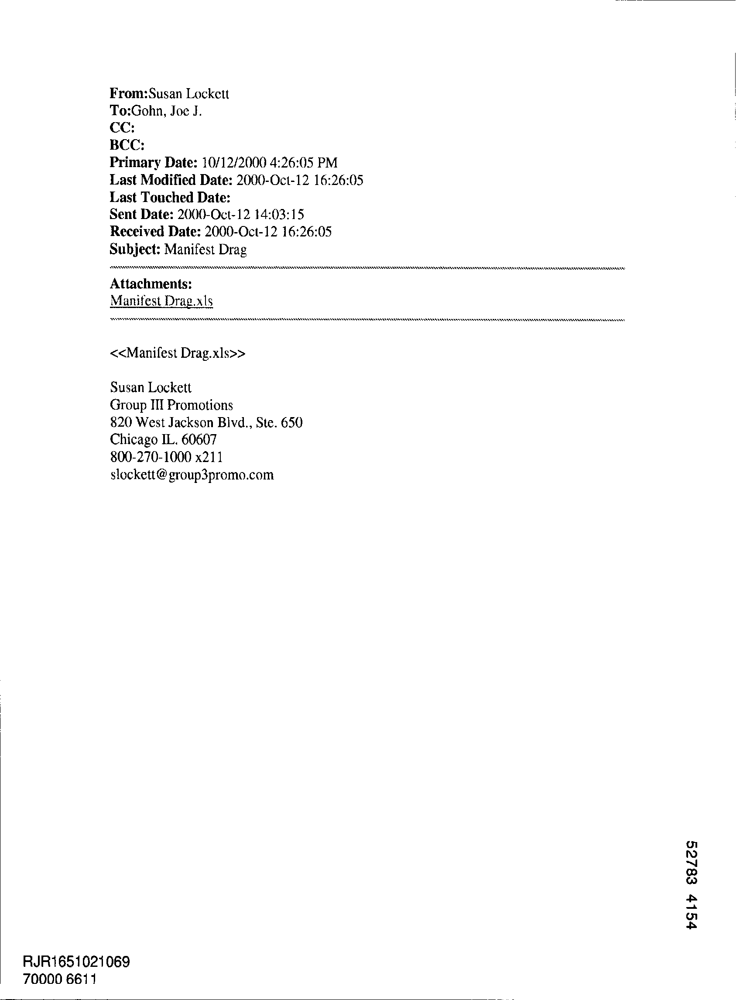 From:Susan Lockett
To:Gohn, Joe J.
CC:
BCC:
Primary Date: 10/12/2000 4:26:05 PM
Last Modified Date: 2000-Oct-12 16:26:05
Last Touched Date:
Sent Date: 2000-Oct-12 14:03:15
Received Date: 2000-Oct-12 16:26:05
Subject: Manifest Drag
Attachments:
Manifest Drag.xls
<<Manifest Drag.xls>>
Susan Lockett
Group III Promotions
820 West Jackson Blvd., Ste. 650
Chicago IL. 60607
800-270-1000 x211
slockett@group3promo.com
52783 4154
RJR1651021069
70000 6611